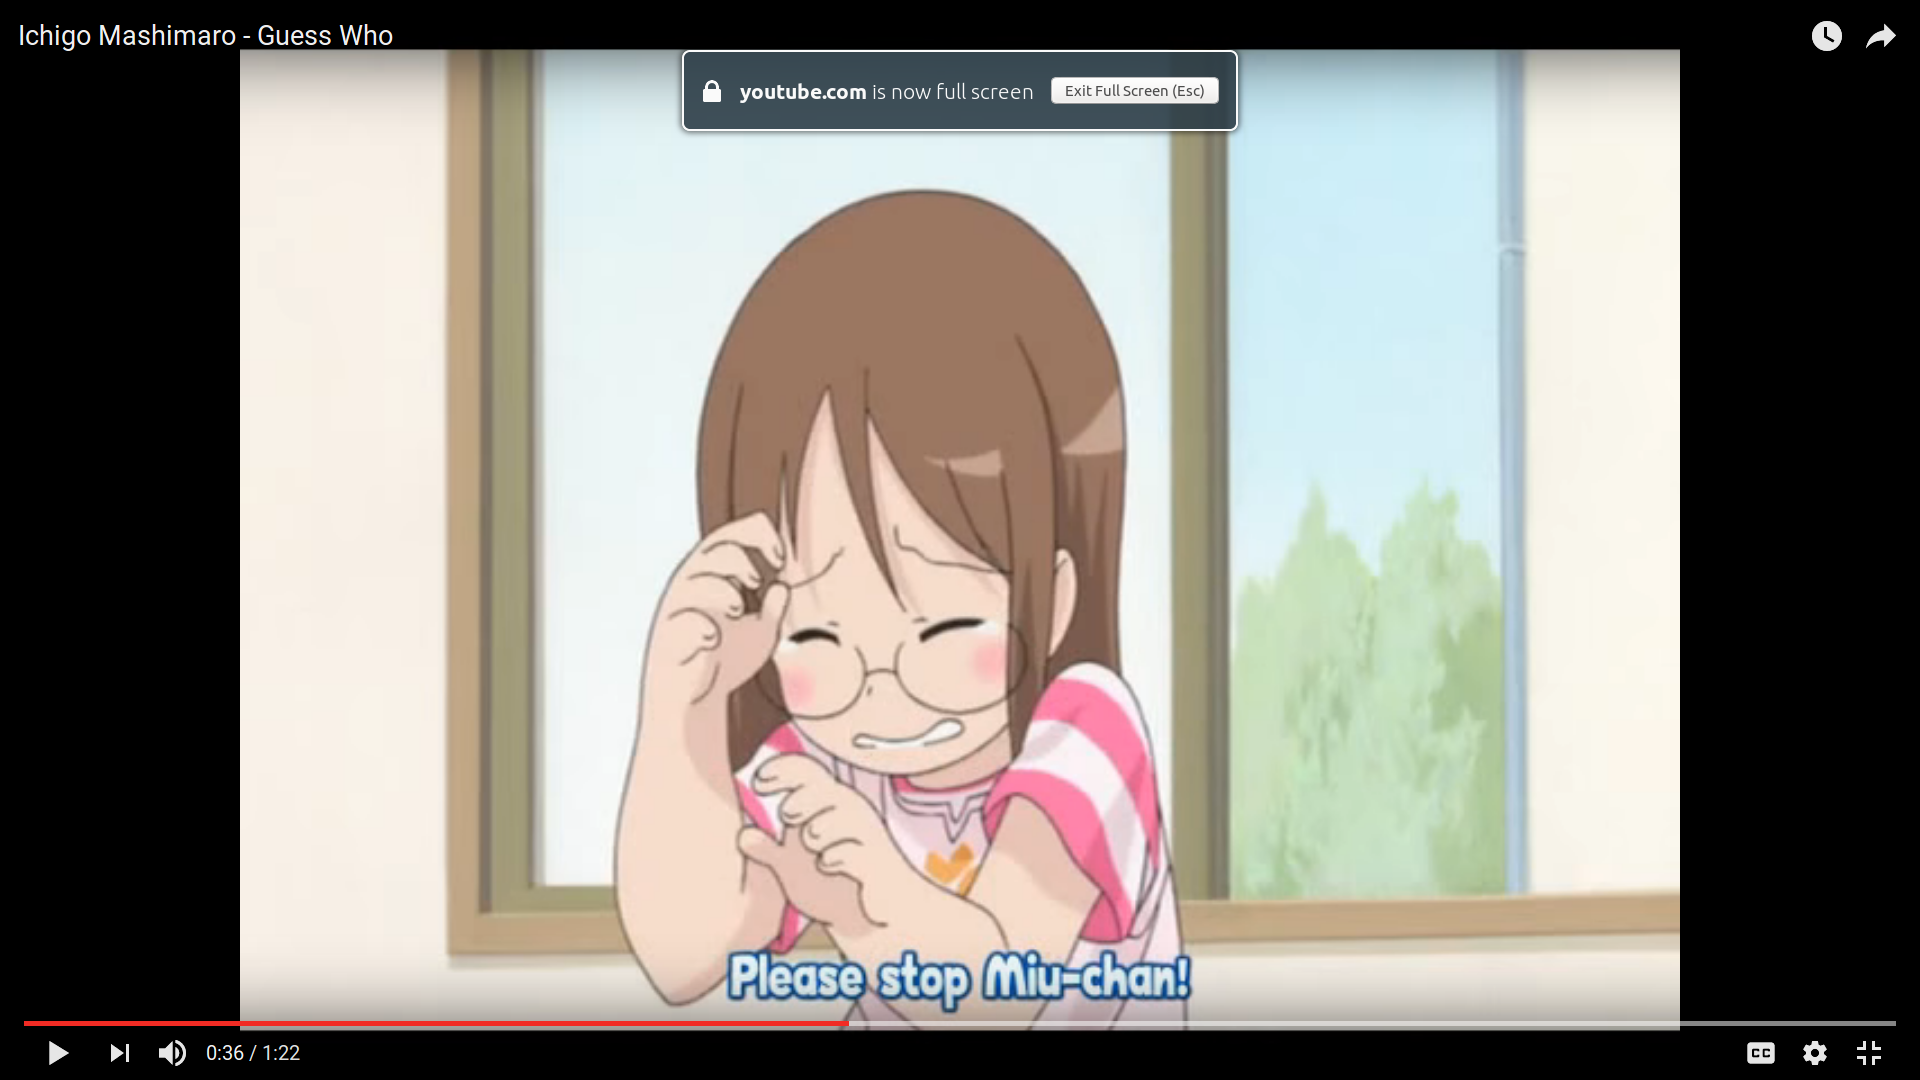 Ichigo Mashimaro - Guess Who
youtube.com is now full screen
Exit Full Screen (Esc)
Please stop Miu-chan!
0:36 / 1:22
CC